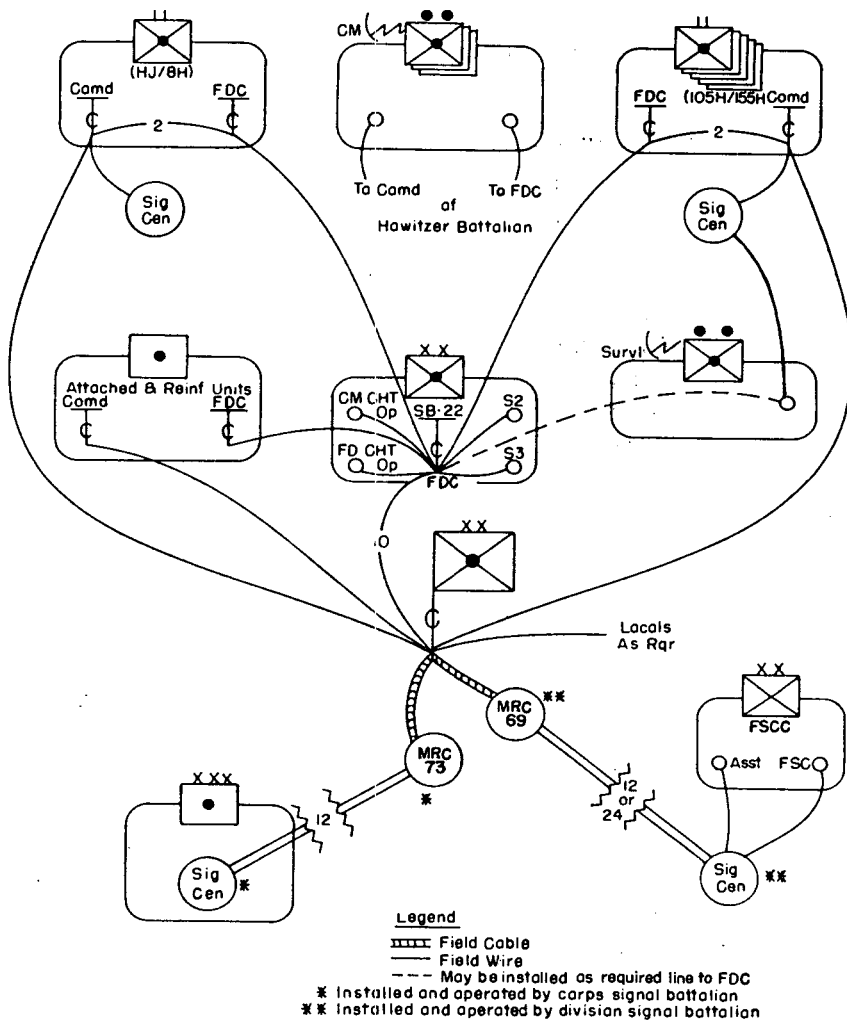 CM
(HJ/8H)
Camd
FDC
C
2
C
(105H/155H
FDC
Camd
C
2
C
To Camd
To FDC
of
Hawitzer Battalian
Sig
Cen
Sig
Cen
X X
Survl
Attached & Reinf Units
Camd
FDC
C
C
CM CHT
Op
SB-22
S2
C
FD CHT
Op
S3
FDC
10
X X
C
Lacals
As Rqr
X X
FSCC
MRC
69
**
MRC
73
*
Asst
FSC
X XX
12
12
or
24
Sig
Cen
*
Sig
Cen
**
Legend
Field Cable
Field Wire
May be installed as required line to FDC
* Installed and operated by carps signal battalion
** Installed and operated by division signal battalion